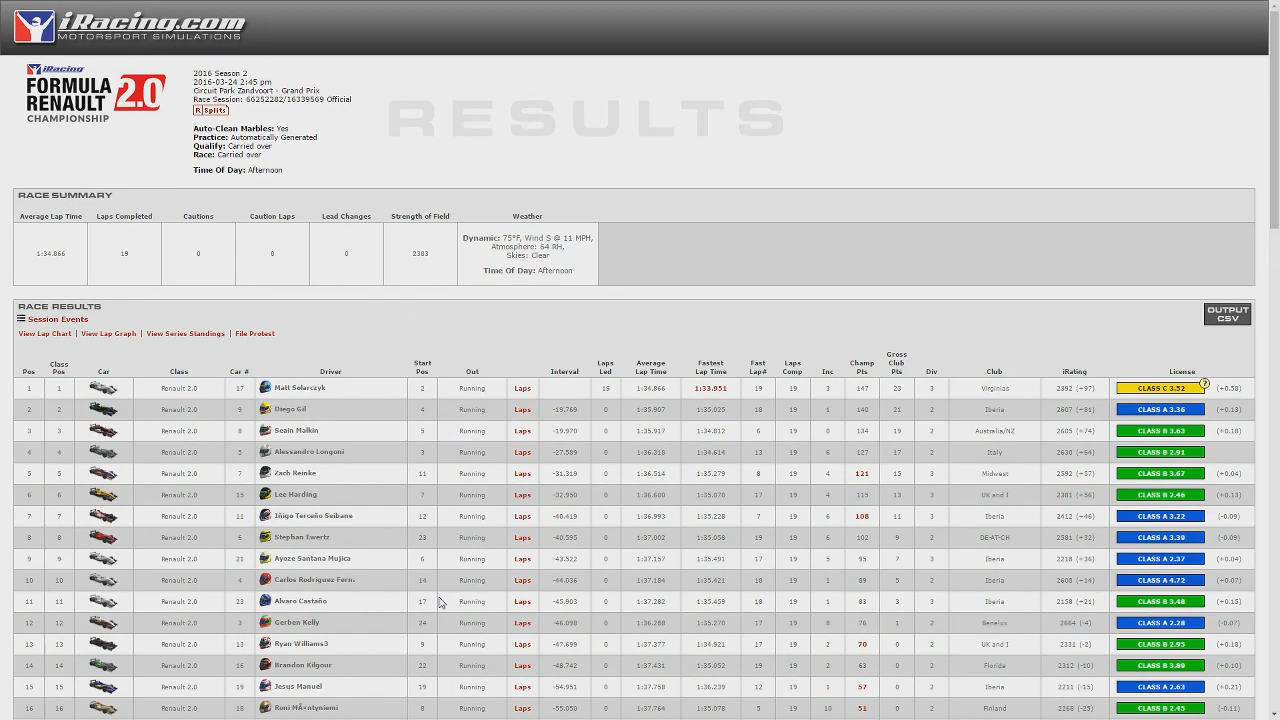 iRacing.com
MOTORSPORT SIMULATIONS
iRacing
FORMULA
RENAULT 2.0
CHAMPIONSHIP
2016 Season 2
2016-03-24 2:45 pm
Circuit Park Zandvoort - Grand Prix
Race Session: 66252282/16339569 Official
R Splits
Auto-Clean Marbles: Yes
Practice: Automatically Generated
Qualify: Carried over
Race: Carried over
Time Of Day: Afternoon
RESULTS
RACE SUMMARY
Average Lap Time Laps Completed Cautions Caution Laps Lead Changes Strength of Field Weather
1:34.866 19 0 0 0 2383 Dynamic: 75°F, Wind S @ 11 MPH,
Atmosphere: 64 RH,
Skies: Clear
Time Of Day: Afternoon
RACE RESULTS
Session Events
OUTPUT
CSV
View Lap Chart | View Lap Graph | View Series Standings | File Protest
Pos Class Pos Car Class Car # Driver Start Pos Out Interval Laps Led Average Lap Time Fastest Lap Time Fast Lap# Laps Comp Inc Champ Pts Gross Club Pts Div Club iRating License
1 1 Renault 2.0 17 Matt Solarczyk 2 Running Laps 19 1:34.866 1:33.951 19 19 3 147 23 3 Virginias 2392 (+97) CLASS C 3.52 ? (+0.58)
2 2 Renault 2.0 9 Diego Gil 4 Running Laps -19.769 0 1:35.907 1:35.025 18 19 1 140 21 2 Iberia 2607 (+81) CLASS A 3.36 (+0.13)
3 3 Renault 2.0 8 Seain Malkin 5 Running Laps -19.970 0 1:35.917 1:34.812 6 19 0 134 19 2 Australia/NZ 2605 (+74) CLASS B 3.63 (+0.18)
4 4 Renault 2.0 5 Alessandro Longoni 3 Running Laps -27.589 0 1:36.318 1:34.614 13 19 6 127 17 2 Italy 2630 (+64) CLASS B 2.91
5 5 Renault 2.0 7 Zach Reinke 11 Running Laps -31.319 0 1:36.514 1:35.279 8 19 4 121 15 3 Midwest 2592 (+57) CLASS B 3.67 (+0.04)
6 6 Renault 2.0 15 Lee Harding 7 Running Laps -32.950 0 1:36.600 1:35.070 17 19 4 115 13 3 UK and I 2381 (+56) CLASS B 2.46 (+0.13)
7 7 Renault 2.0 11 Iñigo Terceño Seibane 12 Running Laps -40.419 0 1:36.993 1:35.228 7 19 6 108 11 3 Iberia 2412 (+46) CLASS A 3.22 (-0.09)
8 8 Renault 2.0 6 Stephan Ewertz 23 Running Laps -40.595 0 1:37.002 1:35.058 19 19 6 102 9 2 DE-AT-CH 2581 (+32) CLASS A 3.39 (-0.09)
9 9 Renault 2.0 21 Ayoze Santana Mujica 6 Running Laps -43.522 0 1:37.157 1:35.491 17 19 5 95 7 3 Iberia 2218 (+36) CLASS A 2.37 (+0.04)
10 10 Renault 2.0 4 Carlos Rodriguez Ferns Running Laps -44.036 0 1:37.184 1:35.421 18 19 1 89 2 Iberia 2608 (+14) CLASS A 4.72 (+0.07)
11 11 Renault 2.0 23 Alvaro Castaño 17 Running Laps -45.903 0 1:37.282 1:35.459 18 19 1 83 3 Iberia 2158 (+21) CLASS B 3.48 (+0.15)
12 12 Renault 2.0 3 Gerben Kelly 24 Running Laps -46.098 0 1:36.288 1:35.070 17 19 8 76 1 2 Benelux 2664 (-4) CLASS A 2.28 (-0.07)
13 13 Renault 2.0 13 Ryan Williams3 Running Laps -47.699 0 1:37.377 1:34.921 17 19 2 70 0 2 UK and I 2331 (-2) CLASS B 2.95 (+0.18)
14 14 Renault 2.0 16 Brandon Kilgour 22 Running Laps -48.742 0 1:37.431 1:35.052 19 19 2 63 0 2 Florida 2312 (-10) CLASS B 3.89 (+0.10)
15 15 Renault 2.0 19 Jesus Manuel 19 Running Laps -54.951 0 1:37.758 1:36.239 12 19 1 57 0 2 Iberia 2211 (-15) CLASS A 2.63 (+0.21)
16 16 Renault 2.0 18 Roni MÃ¤ntyniemi Running Laps -55.050 0 1:37.764 1:35.078 17 19 10 51 0 2 Finland 2268 (-25) CLASS B 2.45 (-0.11)